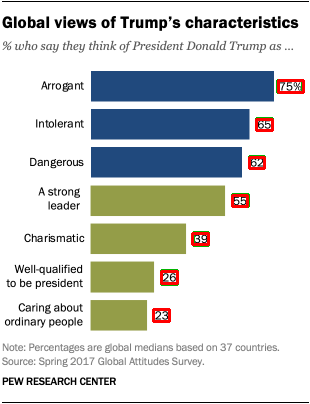 Global views of Trump's characteristics
% who say they think of President Donald Trump as ...
Arrogant 75%
Intolerant 65
Dangerous 62
A strong
leader 55
Charismatic 39
Well-qualified
to be president 26
Caring about
ordinary people 23
Note: Percentages are global medians based on 37 countries.
Source: Spring 2017 Global Attitudes Survey.
PEW RESEARCH CENTER